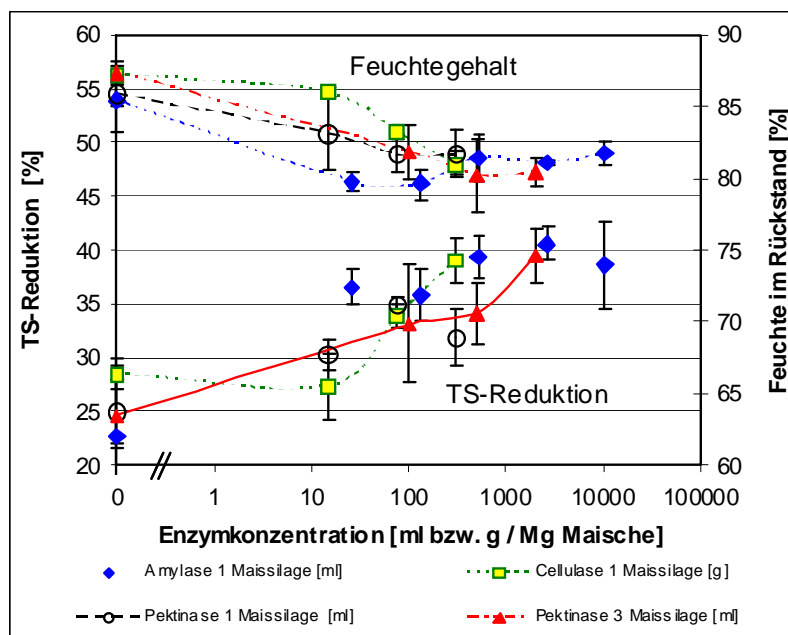 60 90
55 85
50 80
45 75
40 70
35 65
30 60
25
20
TS-Reduktion [%]
Feuchte im Rückstand [%]
Feuchtegehalt
TS-Reduktion
0 1 10 100 1000 10000 100000
Enzymkonzentration [ml bzw. g / Mg Maische]
Amylase 1 Maissilage [ml]
Cellulase 1 Maissilage [g]
Pektinase 1 Maissilage [ml]
Pektinase 3 Maissilage [ml]